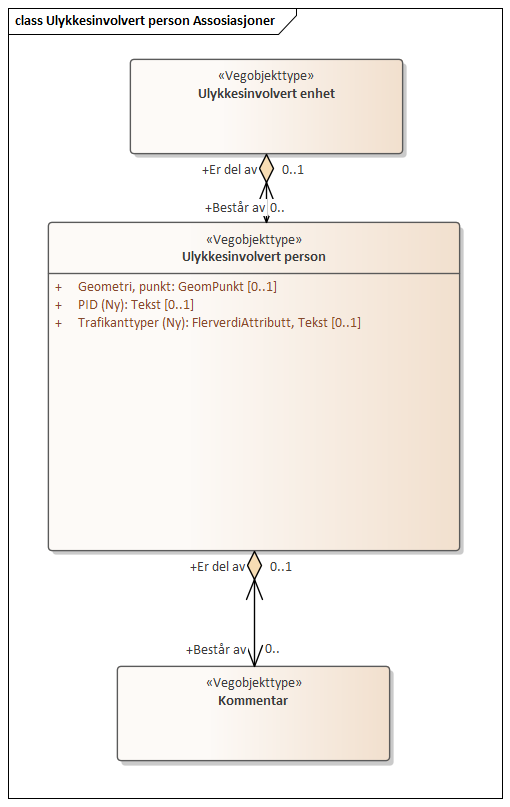 class Ulykkesinvolvert person Assosiasjoner
«Vegobjekttype»
Ulykkesinvolvert enhet
+Er del av 0..1
+Består av 0..
«Vegobjekttype»
Ulykkesinvolvert person
+ Geometri, punkt: GeomPunkt [0..1]
+ PID (Ny): Tekst [0..1]
+ Trafikanttyper (Ny): FlerverdiAttributt, Tekst [0..1]
+Er del av 0..1
+Består av 0..
«Vegobjekttype»
Kommentar